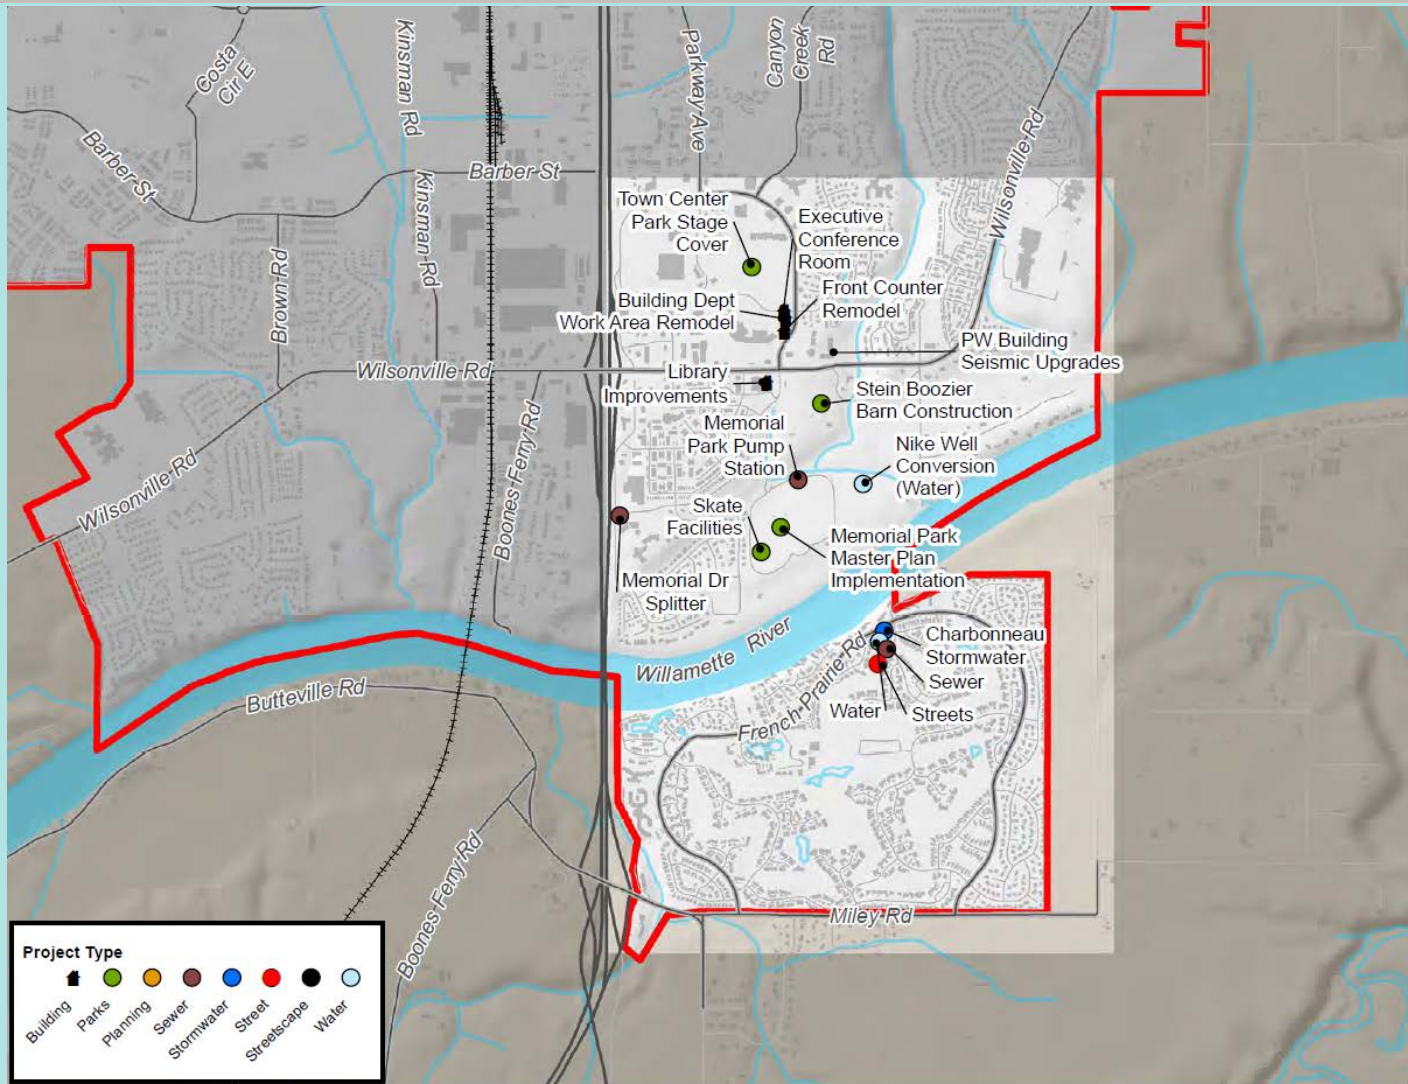 Costa
Cir E
Kinsman Rd
Parkway Ave
Canyon
Creek
Rd
Wilsonville Rd
Barber St
Barber St
Kinsman Rd
Town Center
Park Stage
Cover
Executive
Conference
Room
Brown Rd
Building Dept
Work Area Remodel
Front Counter
Remodel
PW Building
Seismic Upgrades
Wilsonville Rd
Library
Improvements
Stein Boozier
Barn Construction
Boones Ferry Rd
Memorial
Park Pump
Station
Nike Well
Conversion
(Water)
Wilsonville Rd
Skate
Facilities
Memorial Park
Master Plan
Implementation
Memorial Dr
Splitter
Willamette River
Charbonneau
Stormwater
Sewer
Butteville Rd
French Prairie Rd
Water
Streets
Boones Ferry Rd
Miley Rd
Project Type
Building
Parks
Planning
Sewer
Stormwater
Street
Streetscape
Water